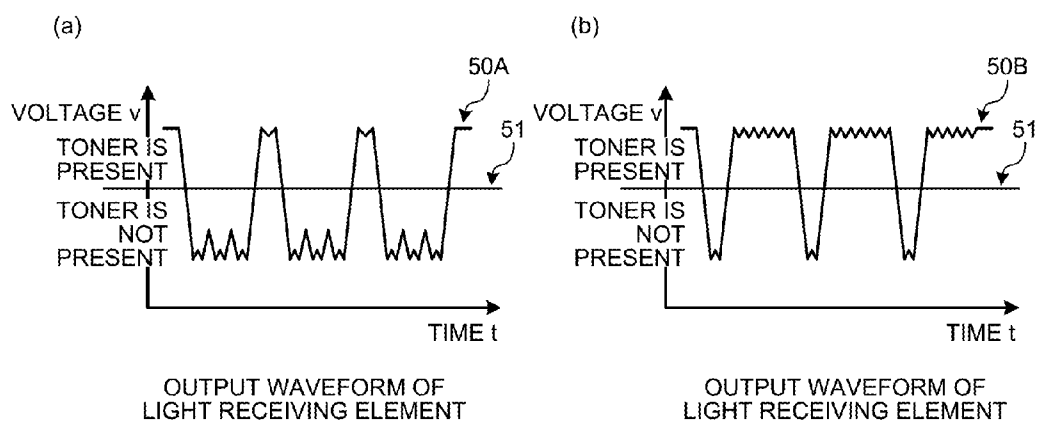 (a)
50A
VOLTAGE v
51
TONER IS
PRESENT
TONER IS
NOT
PRESENT
TIME t
OUTPUT WAVEFORM OF
LIGHT RECEIVING ELEMENT
(b)
50B
VOLTAGE v
51
TONER IS
PRESENT
TONER IS
NOT
PRESENT
TIME t
OUTPUT WAVEFORM OF
LIGHT RECEIVING ELEMENT